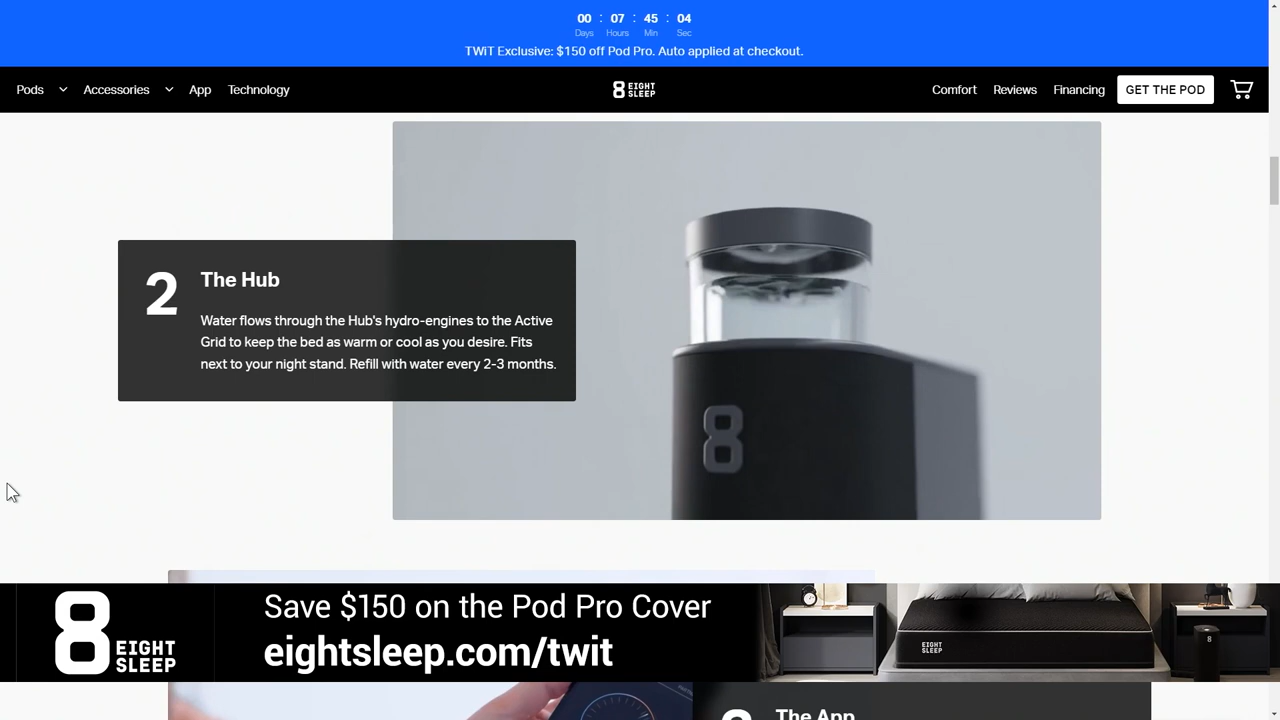 00 : 07 : 45 : 04
Days Hours Min Sec
TWiT Exclusive: $150 off Pod Pro. Auto applied at checkout.
Pods Accessories App Technology 8 EIGHT SLEEP Comfort Reviews Financing GET THE POD
2 The Hub
Water flows through the Hub's hydro-engines to the Active
Grid to keep the bed as warm or cool as you desire. Fits
next to your night stand. Refill with water every 2-3 months.
8
8 EIGHT SLEEP
Save $150 on the Pod Pro Cover
eightsleep.com/twit
EIGHT
SLEEP
8
The App